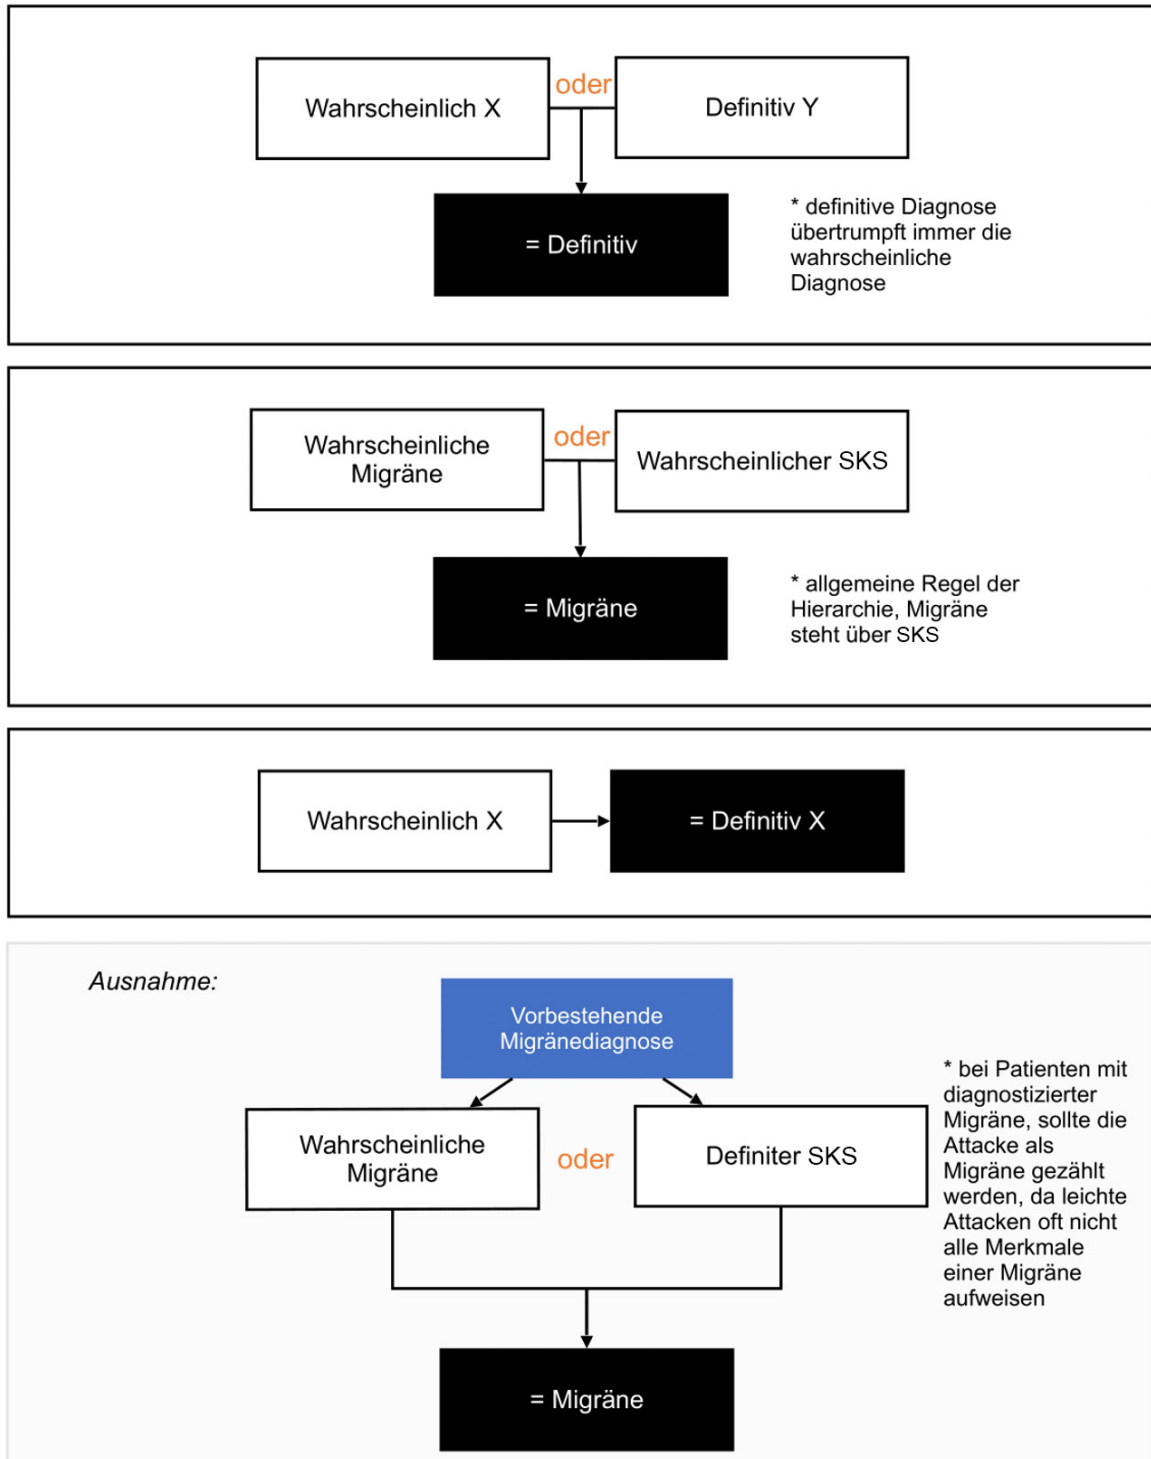 Wahrscheinlich X
oder
Definitiv Y
= Definitiv
* definitive Diagnose
übertrumpft immer die
wahrscheinliche
Diagnose
Wahrscheinliche
Migräne
oder
Wahrscheinlicher SKS
= Migräne
* allgemeine Regel der
Hierarchie, Migräne
steht über SKS
Wahrscheinlich X
= Definitiv X
Ausnahme:
Vorbestehende
Migränediagnose
Wahrscheinliche
Migräne
oder
Definiter SKS
* bei Patienten mit
diagnostizierter
Migräne, sollte die
Attacke als
Migräne gezählt
werden, da leichte
Attacken oft nicht
alle Merkmale
einer Migräne
aufweisen
= Migräne